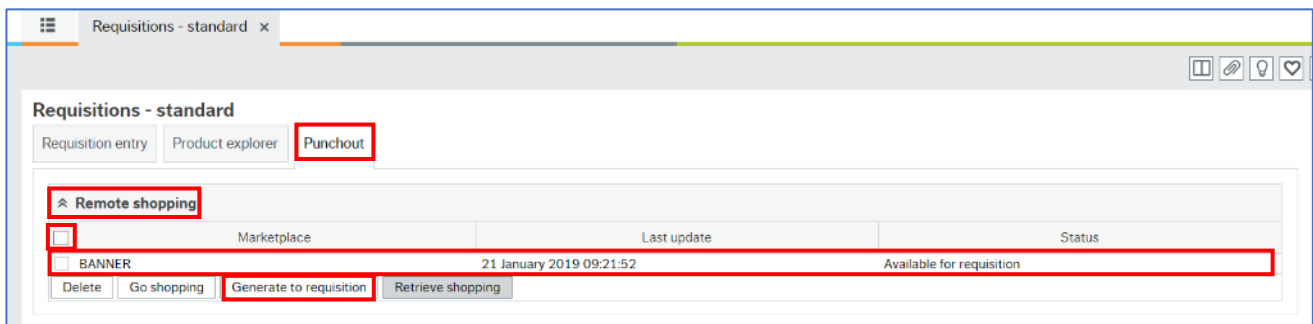 Requisitions - standard ×
Requisitions - standard
Requisition entry Product explorer Punchout
Remote shopping
Marketplace Last update Status
BANNER 21 January 2019 09:21:52 Available for requisition
Delete Go shopping Generate to requisition Retrieve shopping